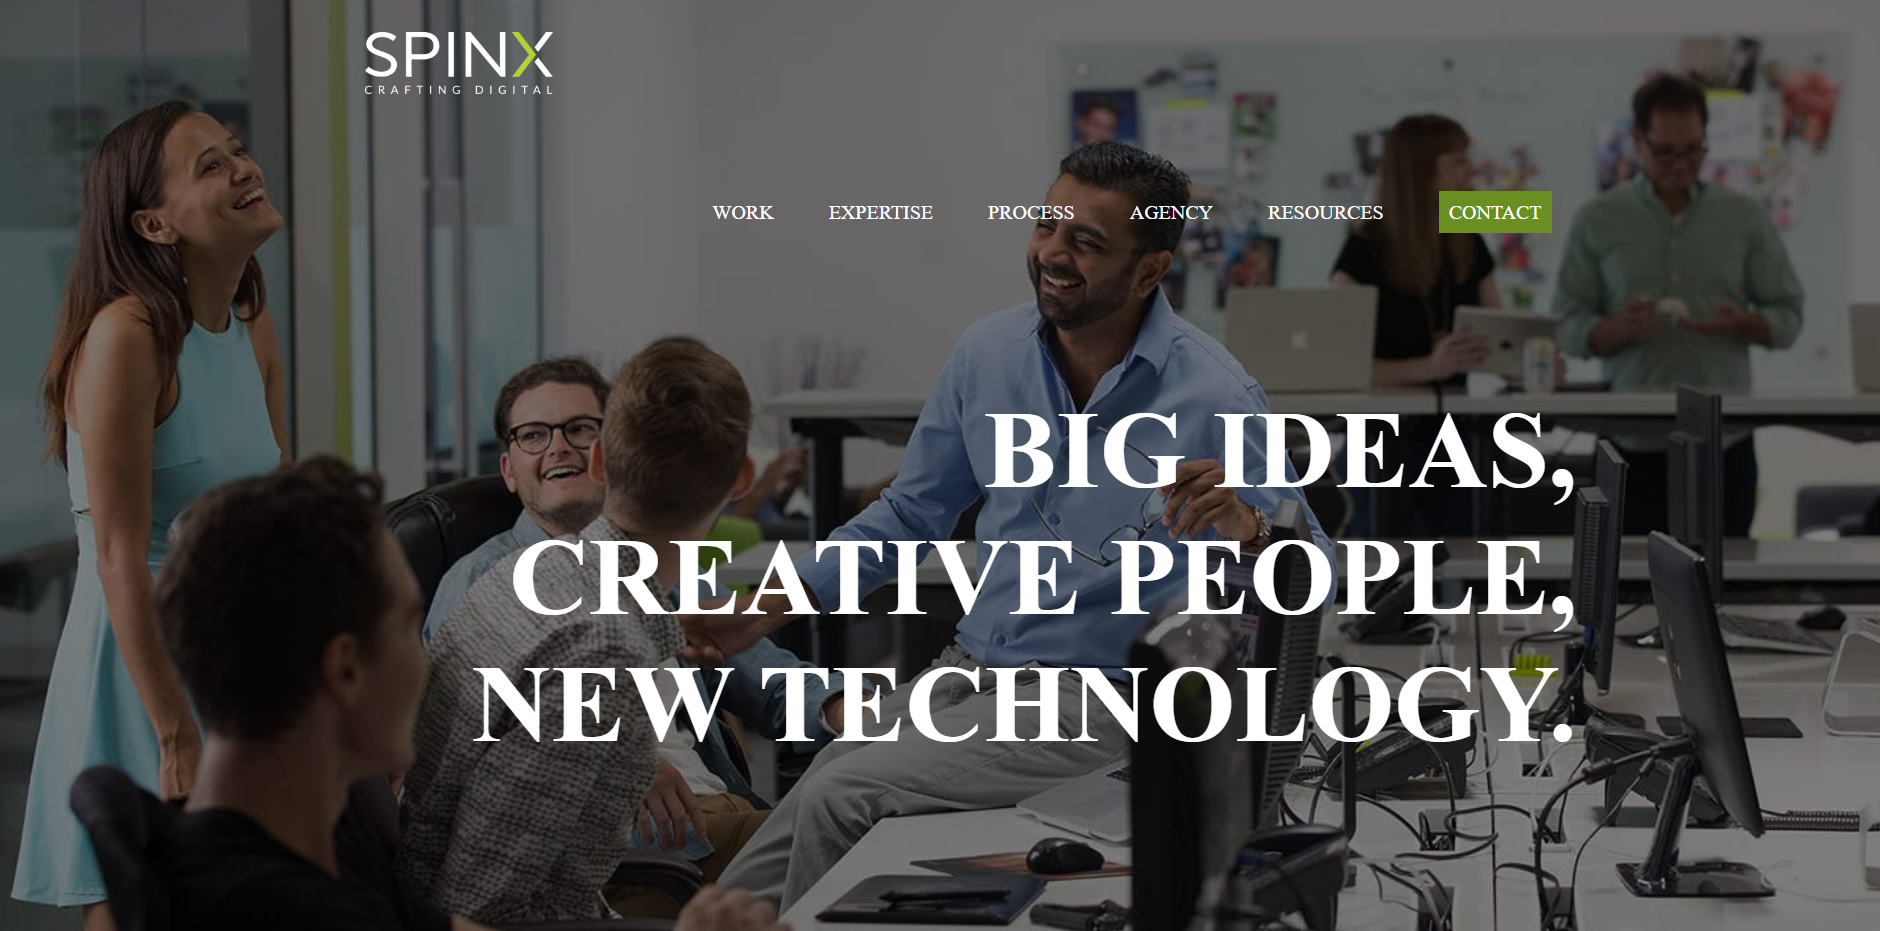 SPINX
CRAFTING DIGITAL
WORK EXPERTISE PROCESS AGENCY RESOURCES CONTACT
BIG IDEAS,
CREATIVE PEOPLE,
NEW TECHNOLOGY.